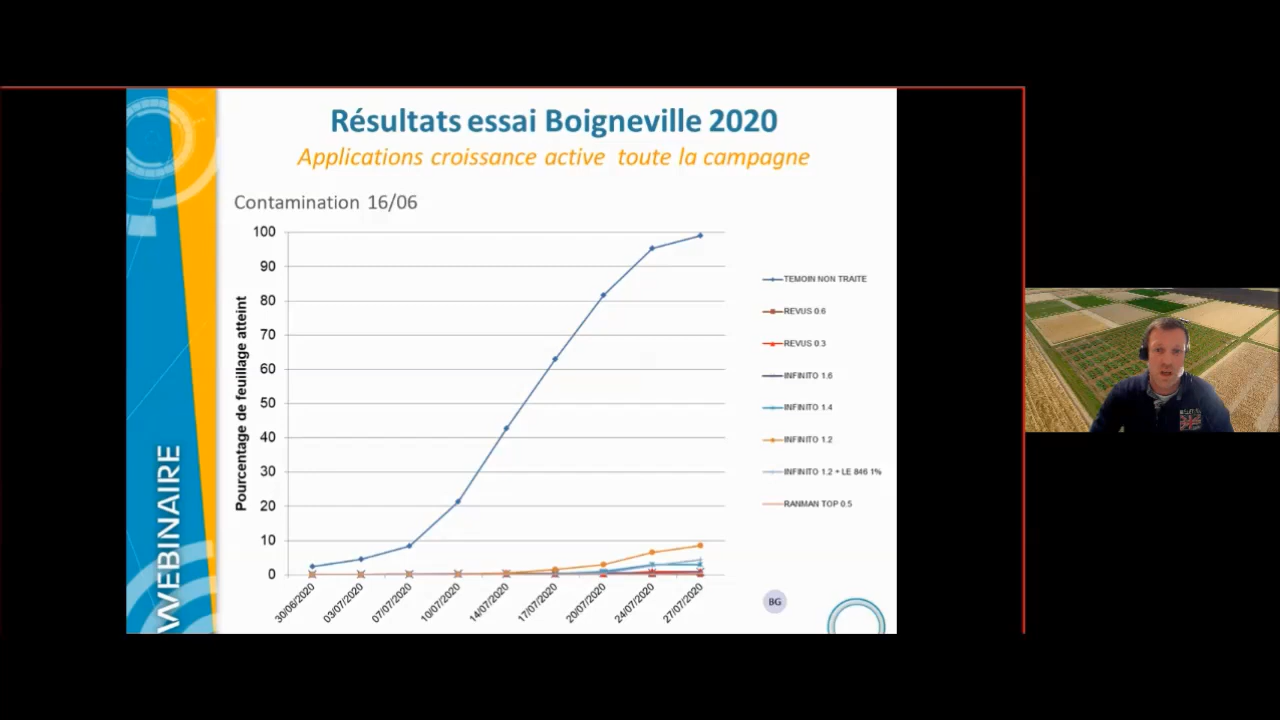 Résultats essai Boigneville 2020
Applications croissance active toute la campagne
Contamination 16/06
Pourcentage de feuillage atteint
100
90
80
70
60
50
40
30
20
10
0
30/06/2020
03/07/2020
07/07/2020
10/07/2020
14/07/2020
17/07/2020
20/07/2020
24/07/2020
27/07/2020
TEMOIN NON TRAITE
REVUS 0.6
REVUS 0.3
INFINITO 1.6
INFINITO 1.4
INFINITO 1.2
INFINITO 1.2 + LE 846 1%
RANMAN TOP 0.5
BG
WEBINAIRE